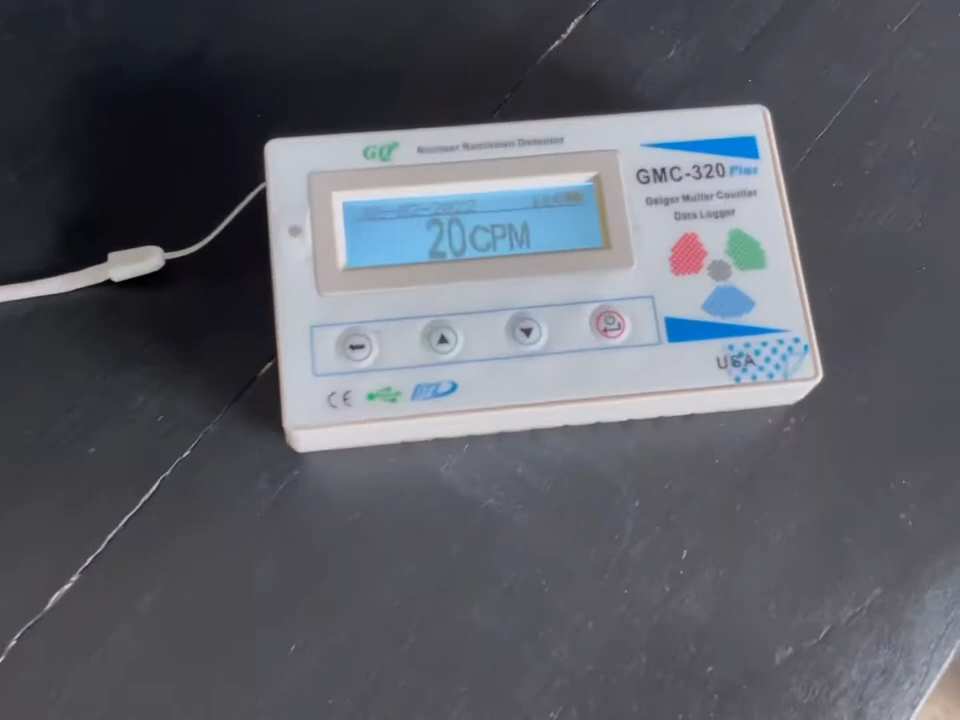 GQ Nuclear Radiation Detector
GMC-320 Plus
Geiger Muller Counter
Data Logger
20CPM
CE
USA